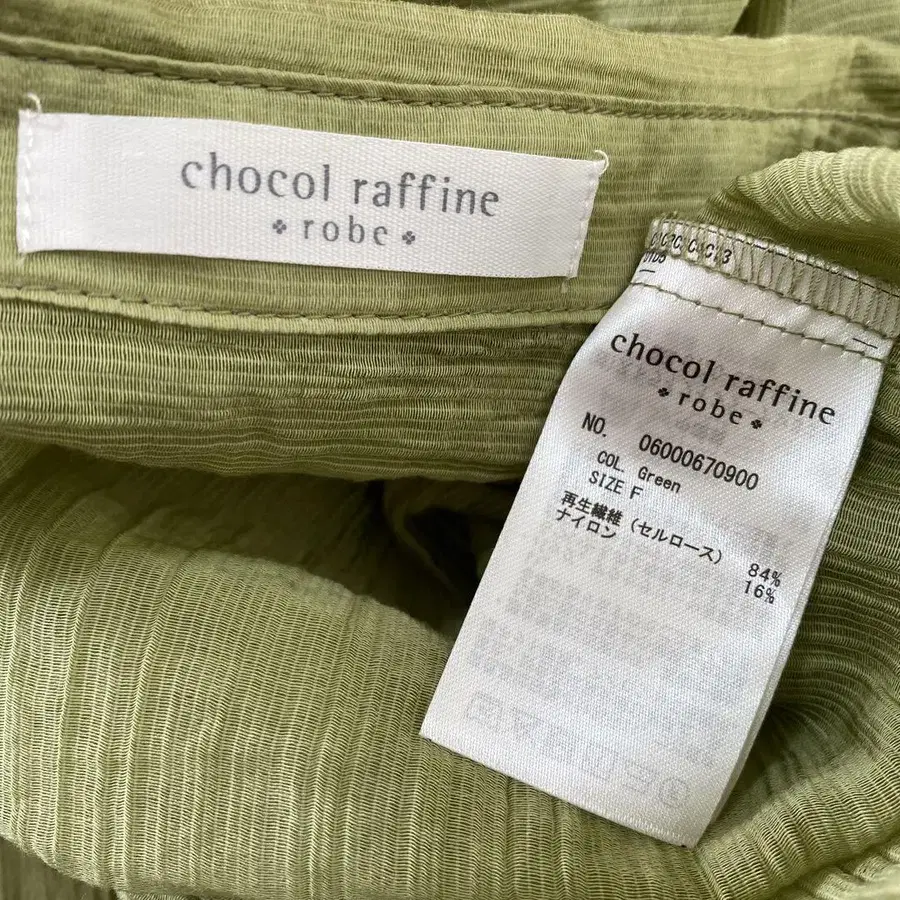 chocol raffine
robe
chocol raffine
robe
NO. 06000670900
COL. Green
SIZE F
再生繊維（セルロース） 84%
ナイロン 16%